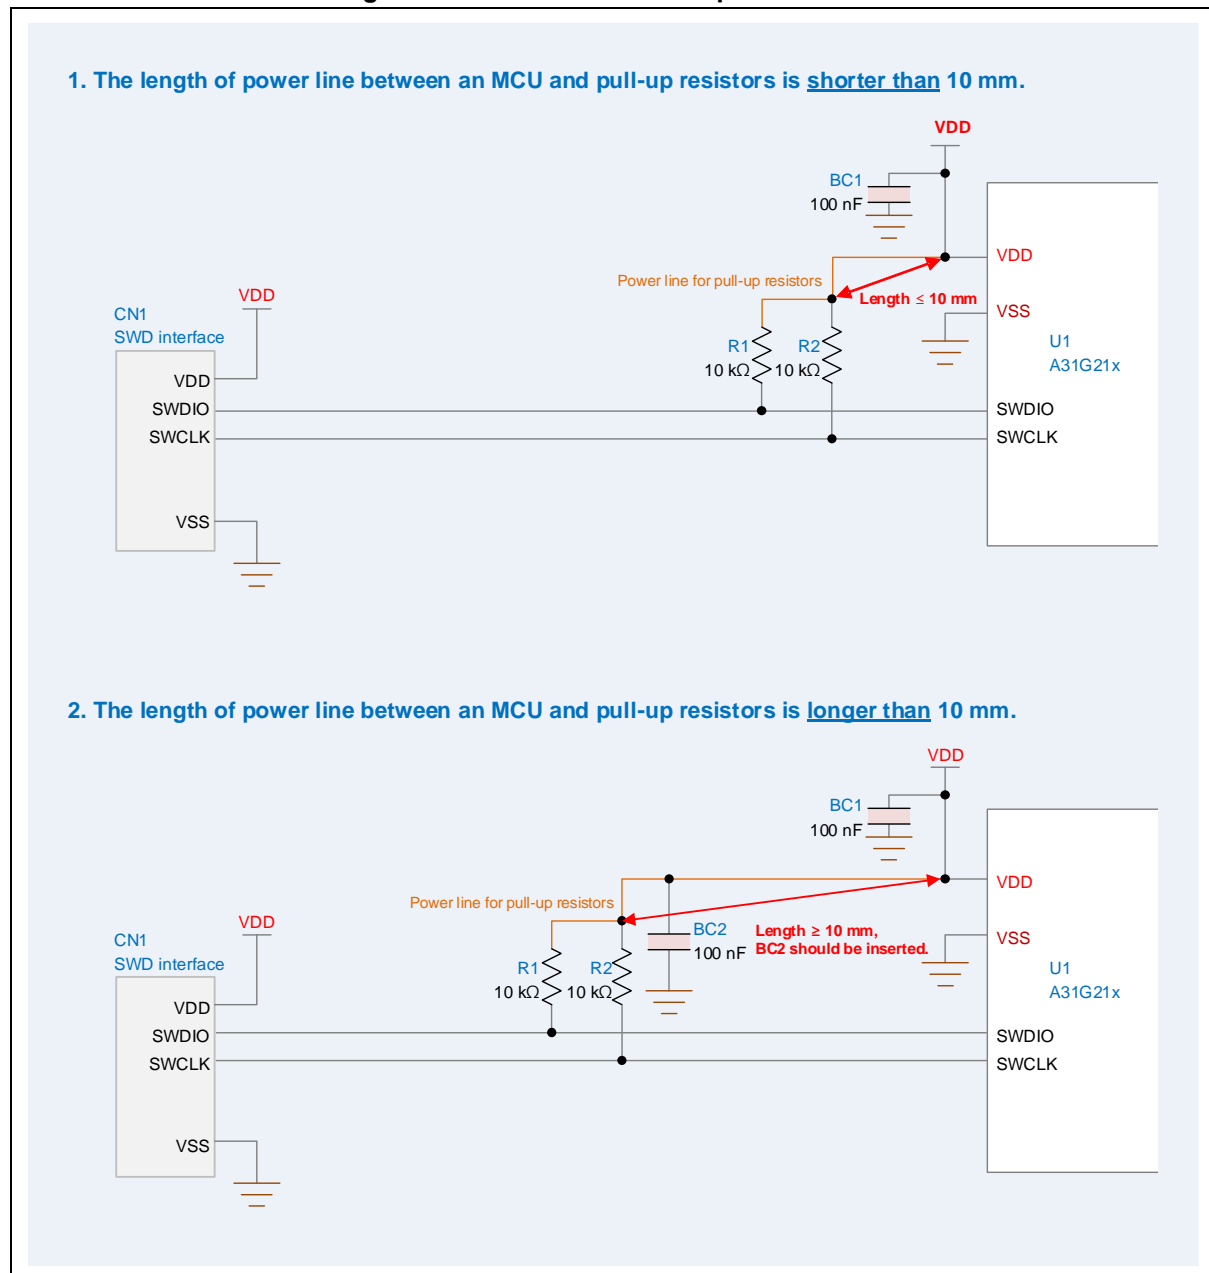 1. The length of power line between an MCU and pull-up resistors is shorter than 10 mm.
VDD
BC1
100 nF
VDD
Power line for pull-up resistors
Length ≤ 10 mm
VDD
CN1
SWD interface
VSS
R1
10 kΩ
R2
10 kΩ
U1
A31G21x
VDD
SWDIO
SWCLK
SWDIO
SWCLK
VSS
2. The length of power line between an MCU and pull-up resistors is longer than 10 mm.
VDD
BC1
100 nF
VDD
Power line for pull-up resistors
VDD
CN1
SWD interface
BC2
100 nF
Length ≥ 10 mm,
BC2 should be inserted.
VSS
R1
10 kΩ
R2
10 kΩ
U1
A31G21x
VDD
SWDIO
SWCLK
SWDIO
SWCLK
VSS